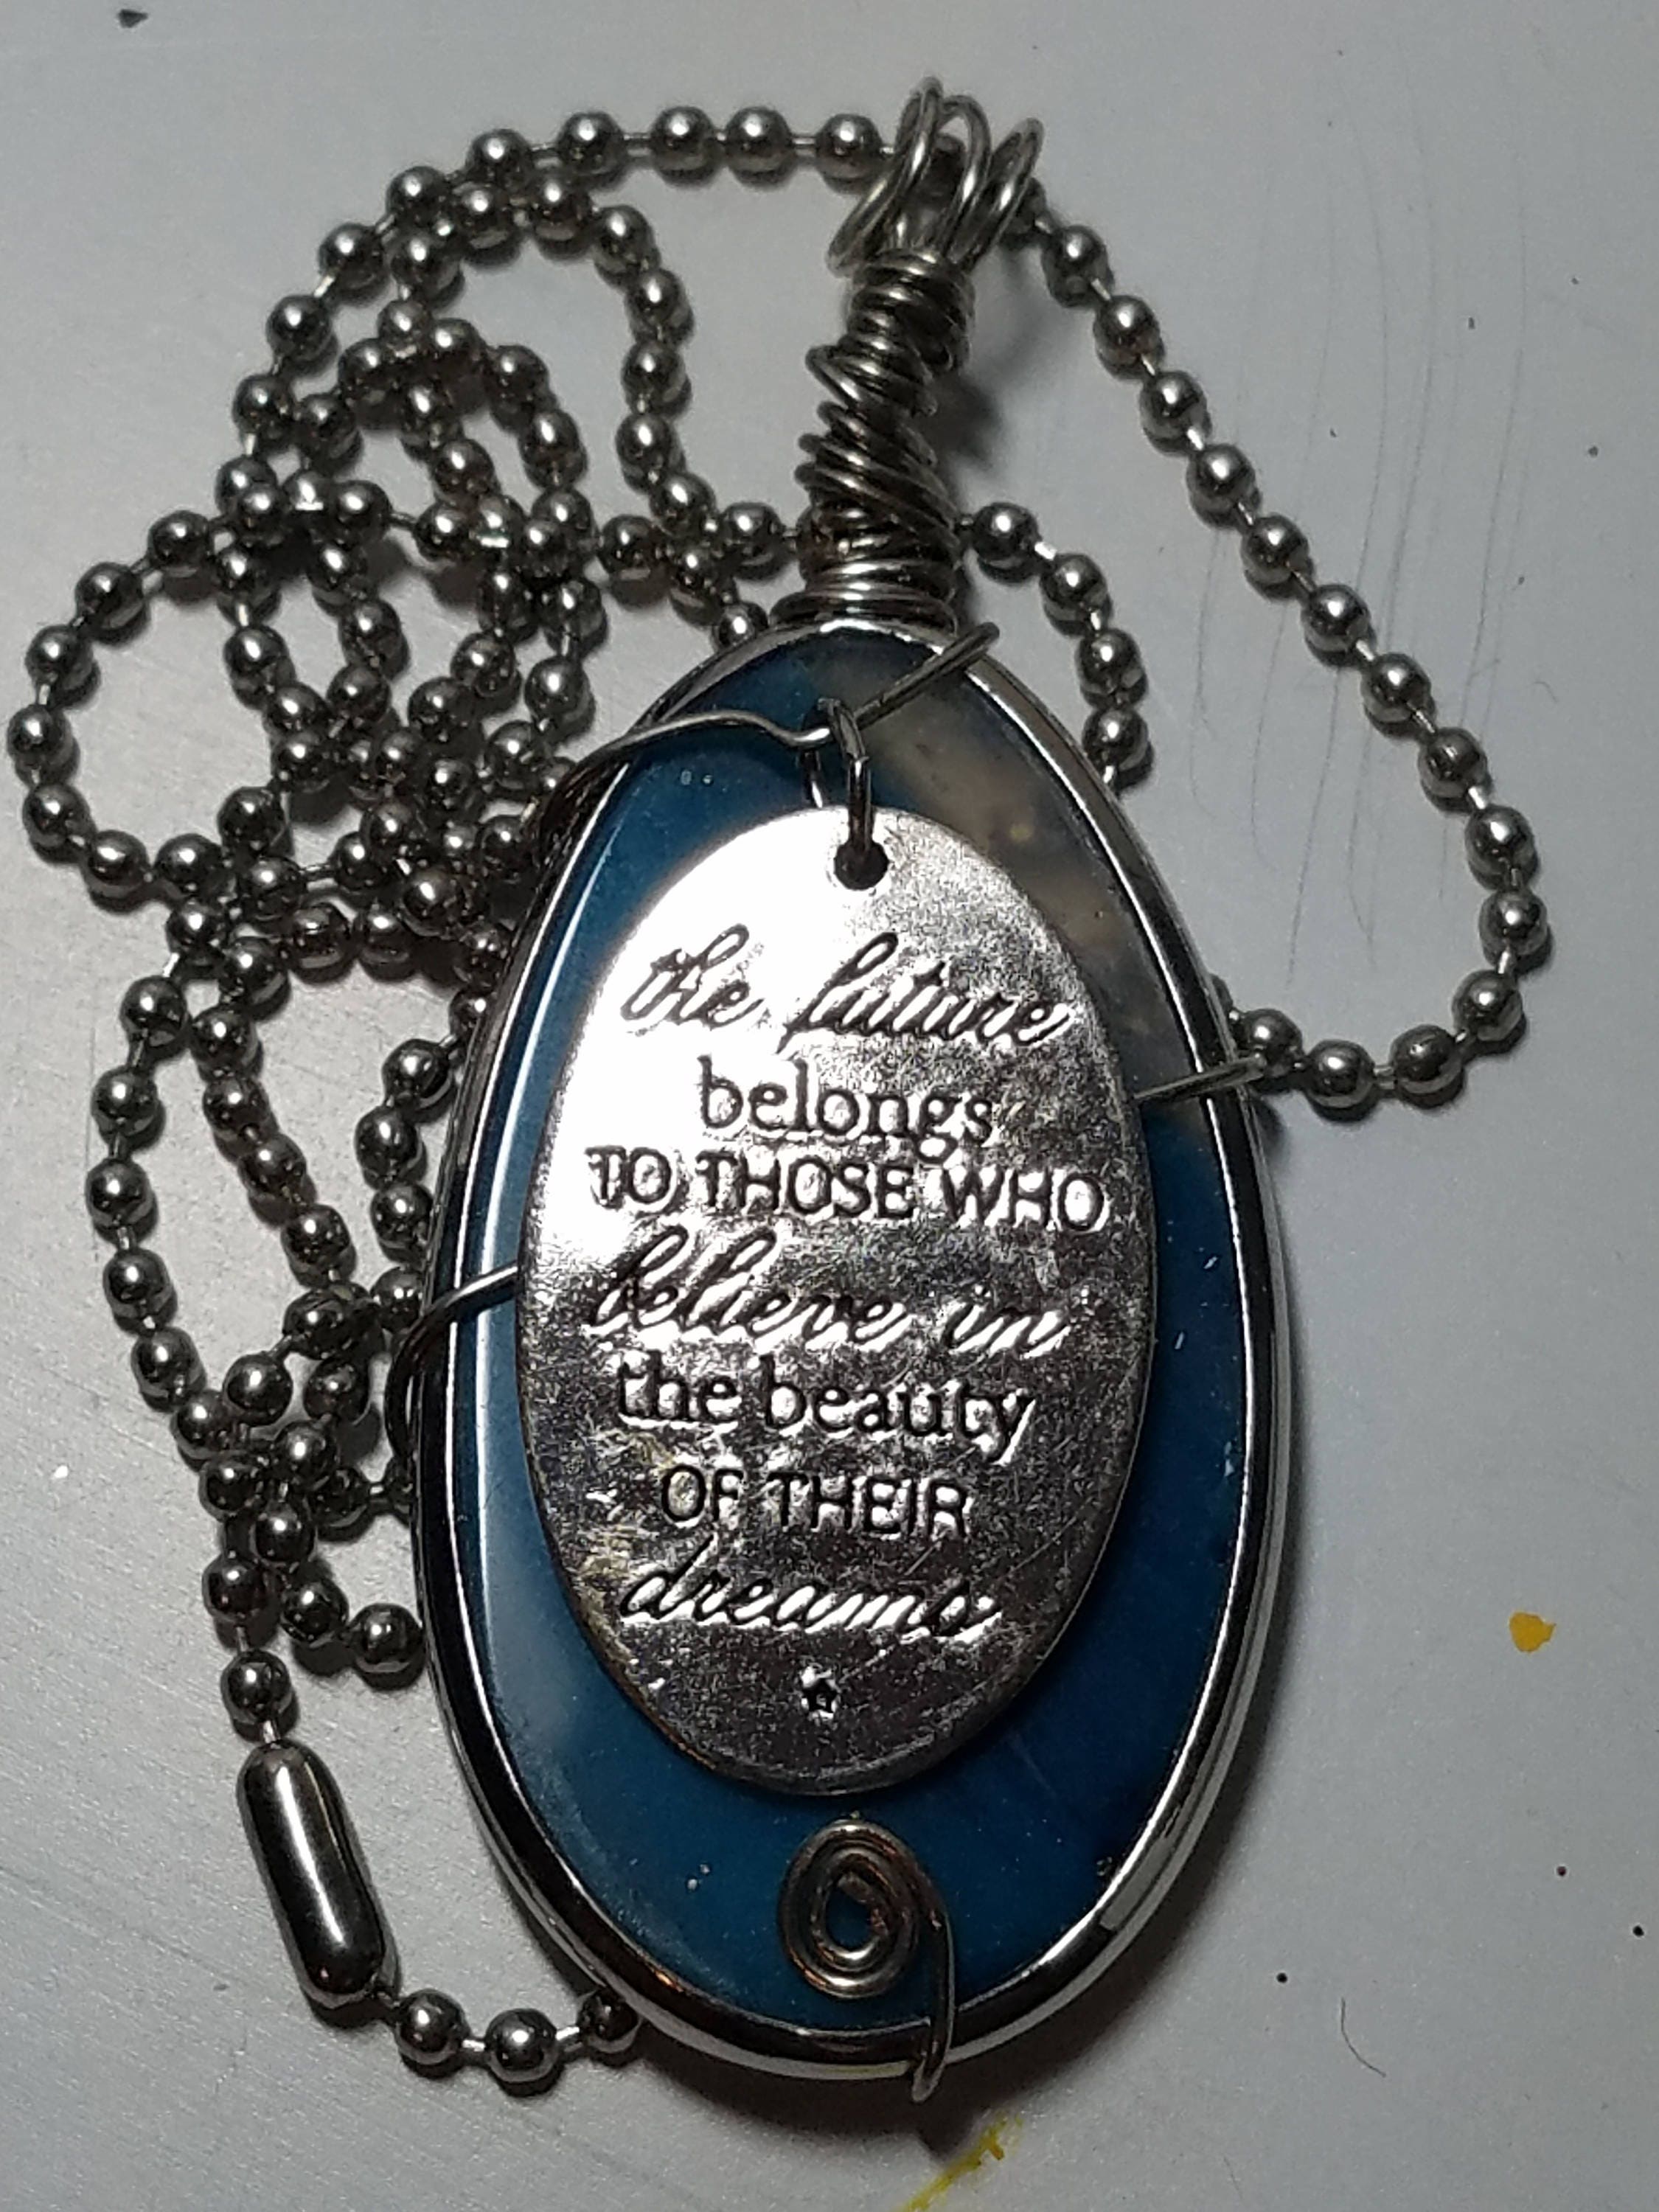 the future
belongs
TO THOSE WHO
believe in
the beauty
OF THEIR
dreams